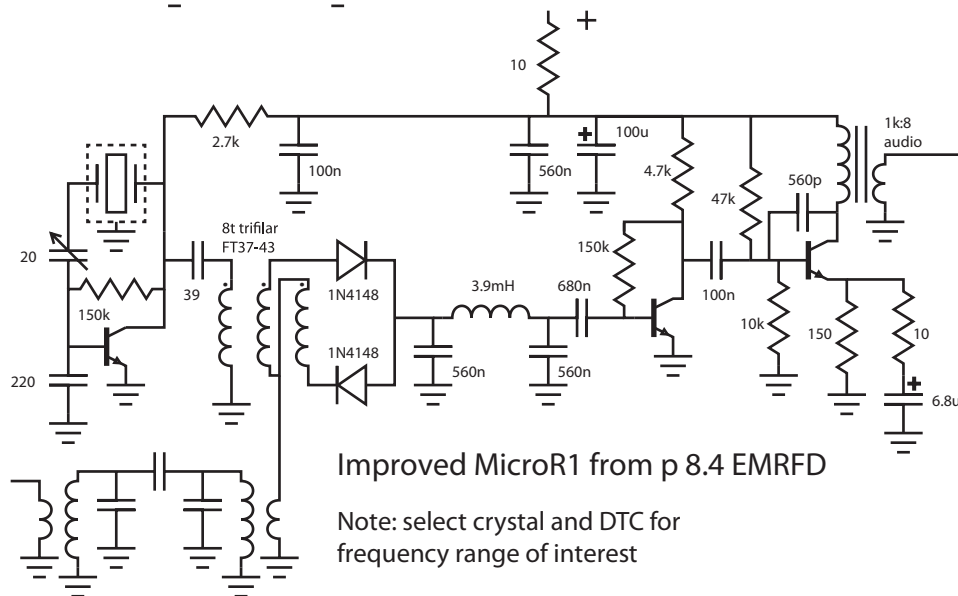 +
10
2.7k
100n
560n
+
100u
4.7k
47k
560p
1k:8
audio
20
150k
220
39
8t trifilar
FT37-43
1N4148
1N4148
3.9mH
560n
560n
680n
150k
100n
10k
150
10
+
6.8u
Improved MicroR1 from p 8.4 EMRFD
Note: select crystal and DTC for
frequency range of interest